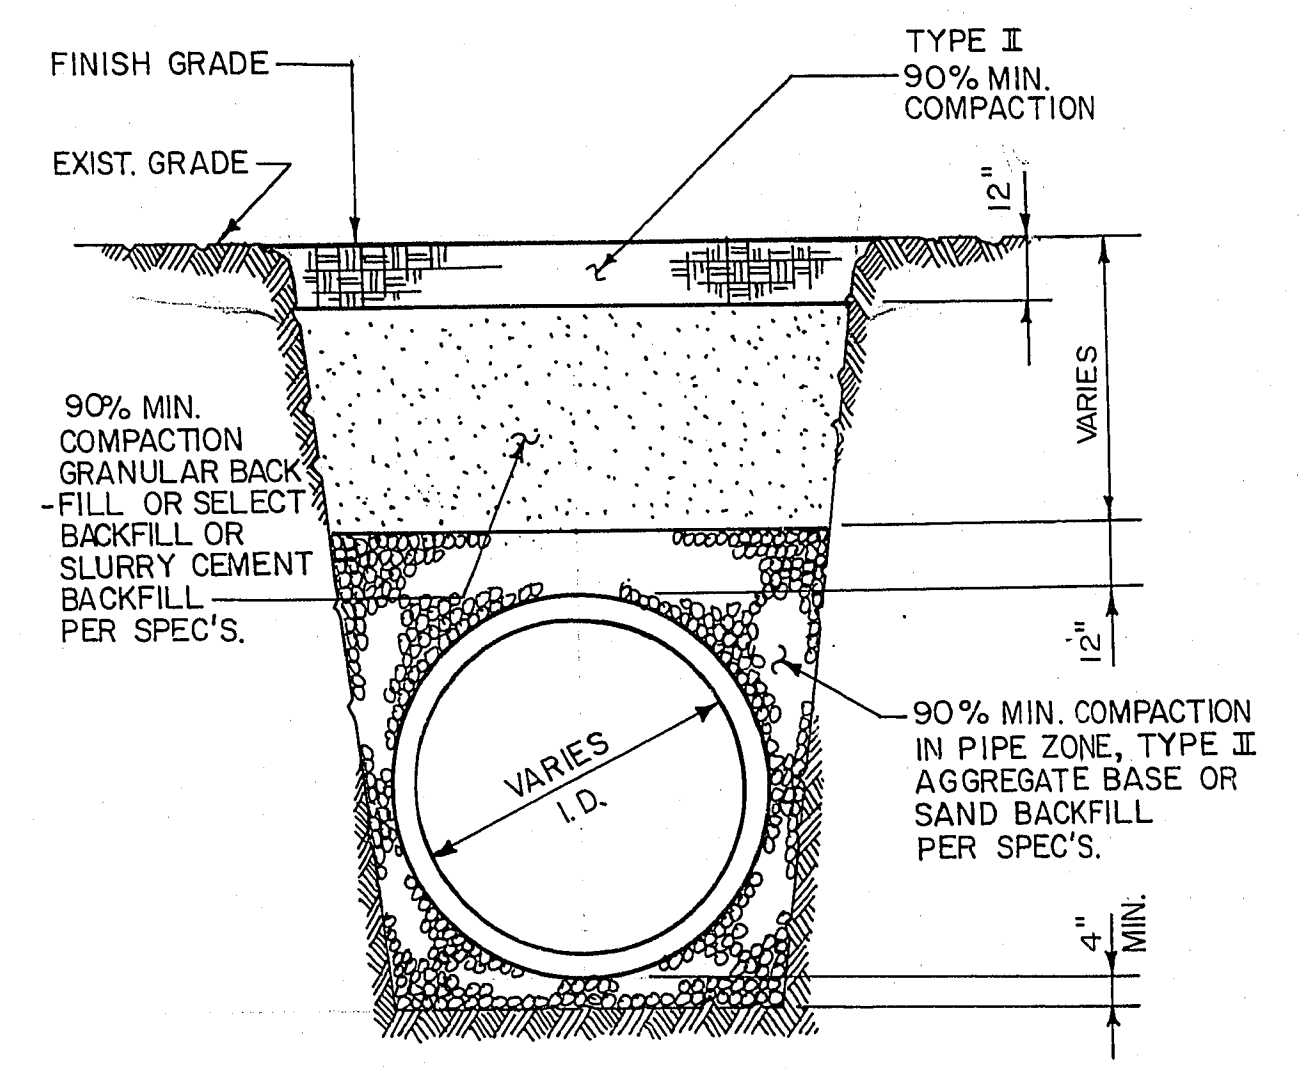 FINISH GRADE
EXIST. GRADE
TYPE II
90% MIN.
COMPACTION
12"
VARIES
90% MIN.
COMPACTION
GRANULAR BACK
-FILL OR SELECT
BACKFILL OR
SLURRY CEMENT
BACKFILL
PER SPEC'S.
12"
VARIES
I.D.
90% MIN. COMPACTION
IN PIPE ZONE, TYPE II
AGGREGATE BASE OR
SAND BACKFILL
PER SPEC'S.
4"
MIN.